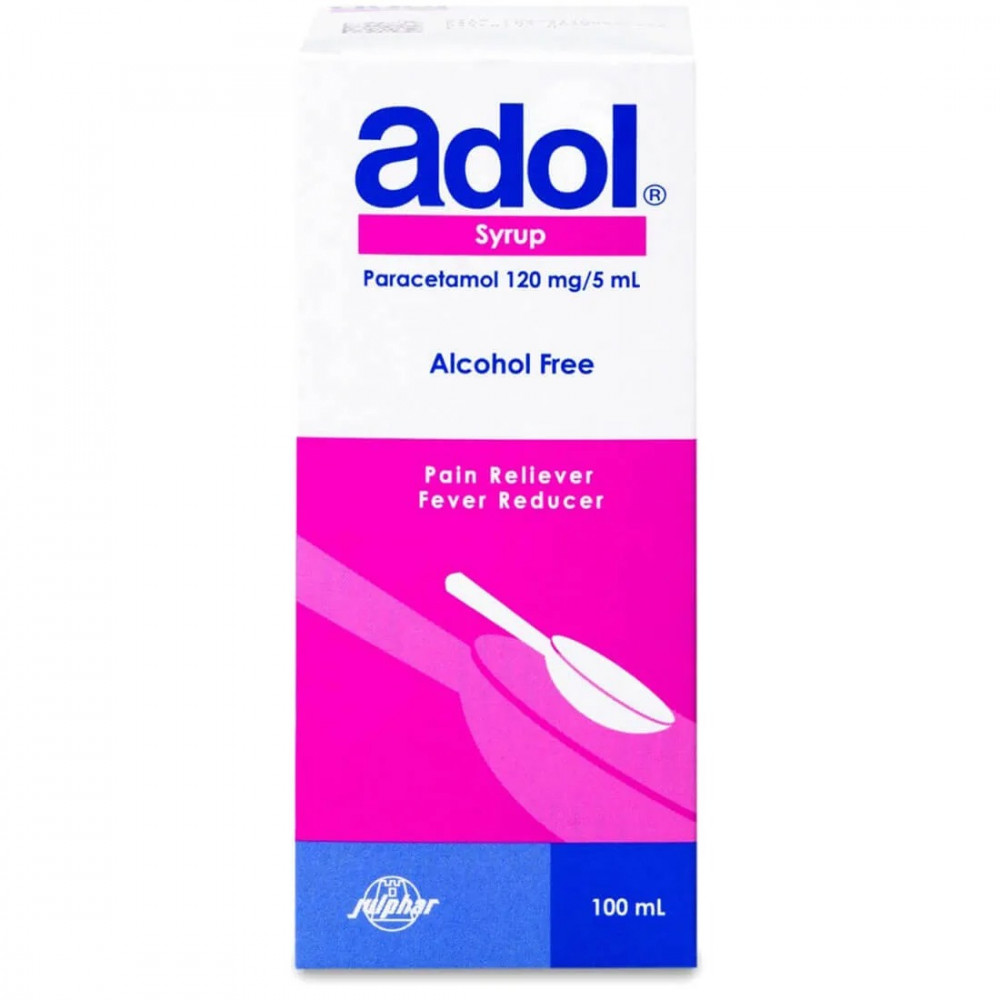 adol®
Syrup
Paracetamol 120 mg/5 mL
Alcohol Free
Pain Reliever
Fever Reducer
julphar
100 mL